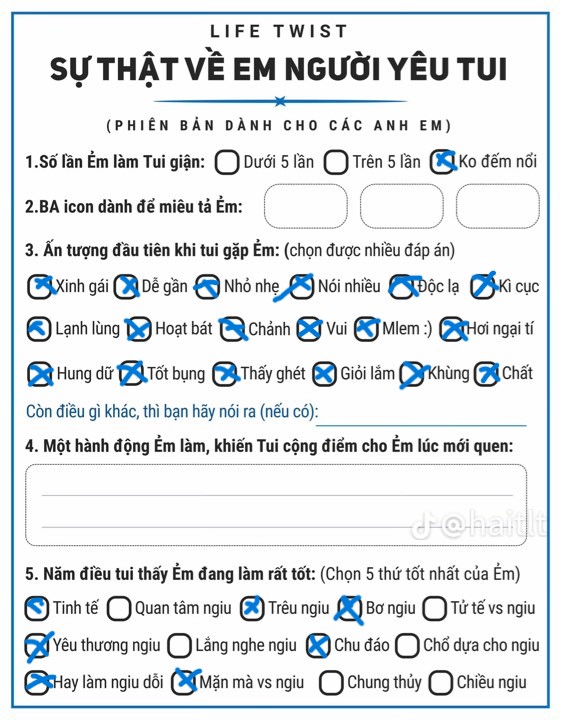 LIFE TWIST
SỰ THẬT VỀ EM NGƯỜI YÊU TUI
(PHIÊN BẢN DÀNH CHO CÁC ANH EM)
1.Số lần Ẻm làm Tui giận: Dưới 5 lần Trên 5 lần Ko đếm nổi
2.BA icon dành để miêu tả Ẻm:
3. Ấn tượng đầu tiên khi tui gặp Ẻm: (chọn được nhiều đáp án)
Xinh gái Dễ gần Nhỏ nhẹ Nói nhiều Độc lạ Kì cục
Lạnh lùng Hoạt bát Chảnh Vui Mlem :) Hơi ngại tí
Hung dữ Tốt bụng Thấy ghét Giỏi lắm Khùng Chất
Còn điều gì khác, thì bạn hãy nói ra (nếu có):
4. Một hành động Ẻm làm, khiến Tui cộng điểm cho Ẻm lúc mới quen:
@haitlt
5. Năm điều tui thấy Ẻm đang làm rất tốt: (Chọn 5 thứ tốt nhất của Ẻm)
Tinh tế Quan tâm ngiu Trêu ngiu Bơ ngiu Tử tế vs ngiu
Yêu thương ngiu Lắng nghe ngiu Chu đáo Chổ dựa cho ngiu
Hay làm ngiu dỗi Mặn mà vs ngiu Chung thủy Chiều ngiu